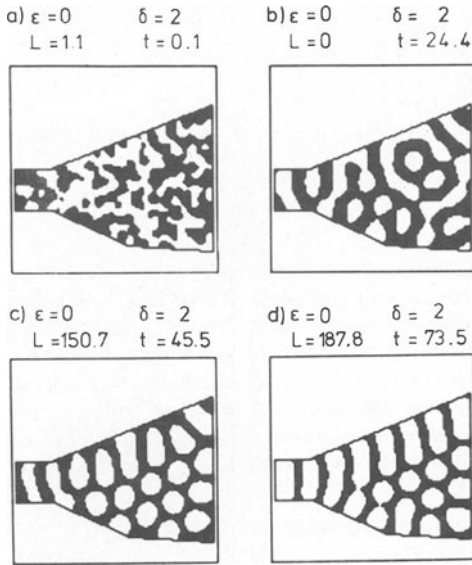 a) ε=0 δ=2
L=1.1 t=0.1
b) ε=0 δ=2
L=0 t=24.4
c) ε=0 δ=2
L=150.7 t=45.5
d) ε=0 δ=2
L=187.8 t=73.5